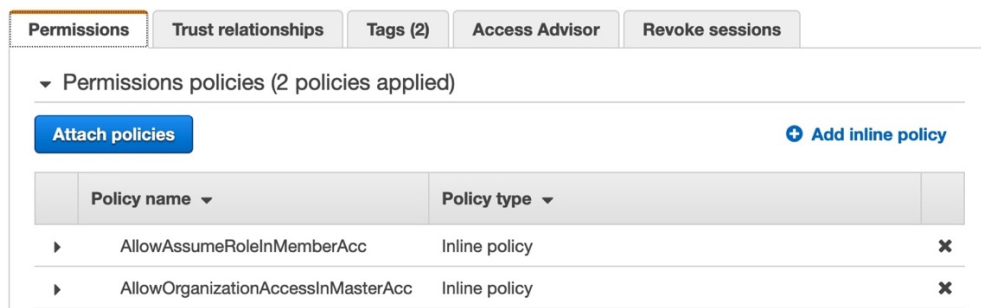 Permissions Trust relationships Tags (2) Access Advisor Revoke sessions
Permissions policies (2 policies applied)
Attach policies Add inline policy
Policy name Policy type
AllowAssumeRoleInMemberAcc Inline policy
AllowOrganizationAccessInMasterAcc Inline policy